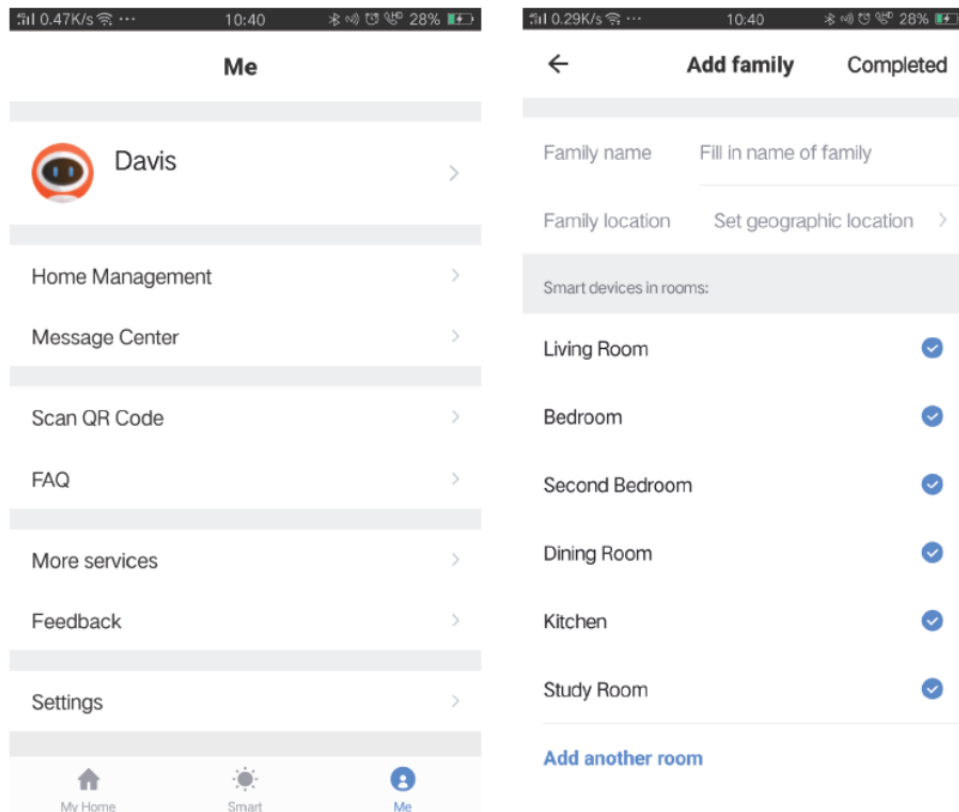 0.47K/s ... 10:40 28%
Me
Davis
Home Management
Message Center
Scan QR Code
FAQ
More services
Feedback
Settings
My Home Smart Me
0.29K/s ... 10:40 28%
Add family Completed
Family name Fill in name of family
Family location Set geographic location
Smart devices in rooms:
Living Room
Bedroom
Second Bedroom
Dining Room
Kitchen
Study Room
Add another room